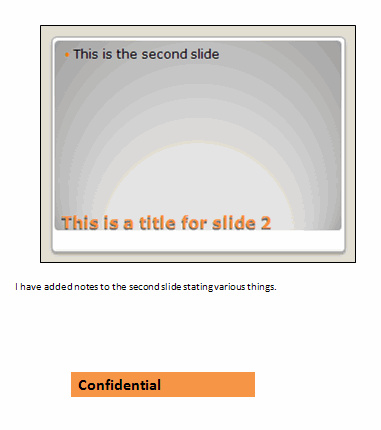 This is the second slide
This is a title for slide 2
I have added notes to the second slide stating various things.
Confidential